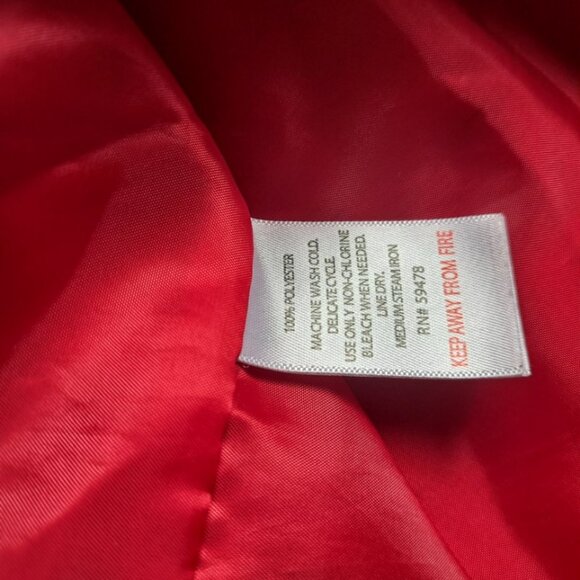 100% POLYESTER
MACHINE WASH COLD.
DELICATE CYCLE.
USE ONLY NON-CHLORINE
BLEACH WHEN NEEDED.
LINE DRY.
MEDIUM STEAM IRON
RN# 59478
KEEP AWAY FROM FIRE